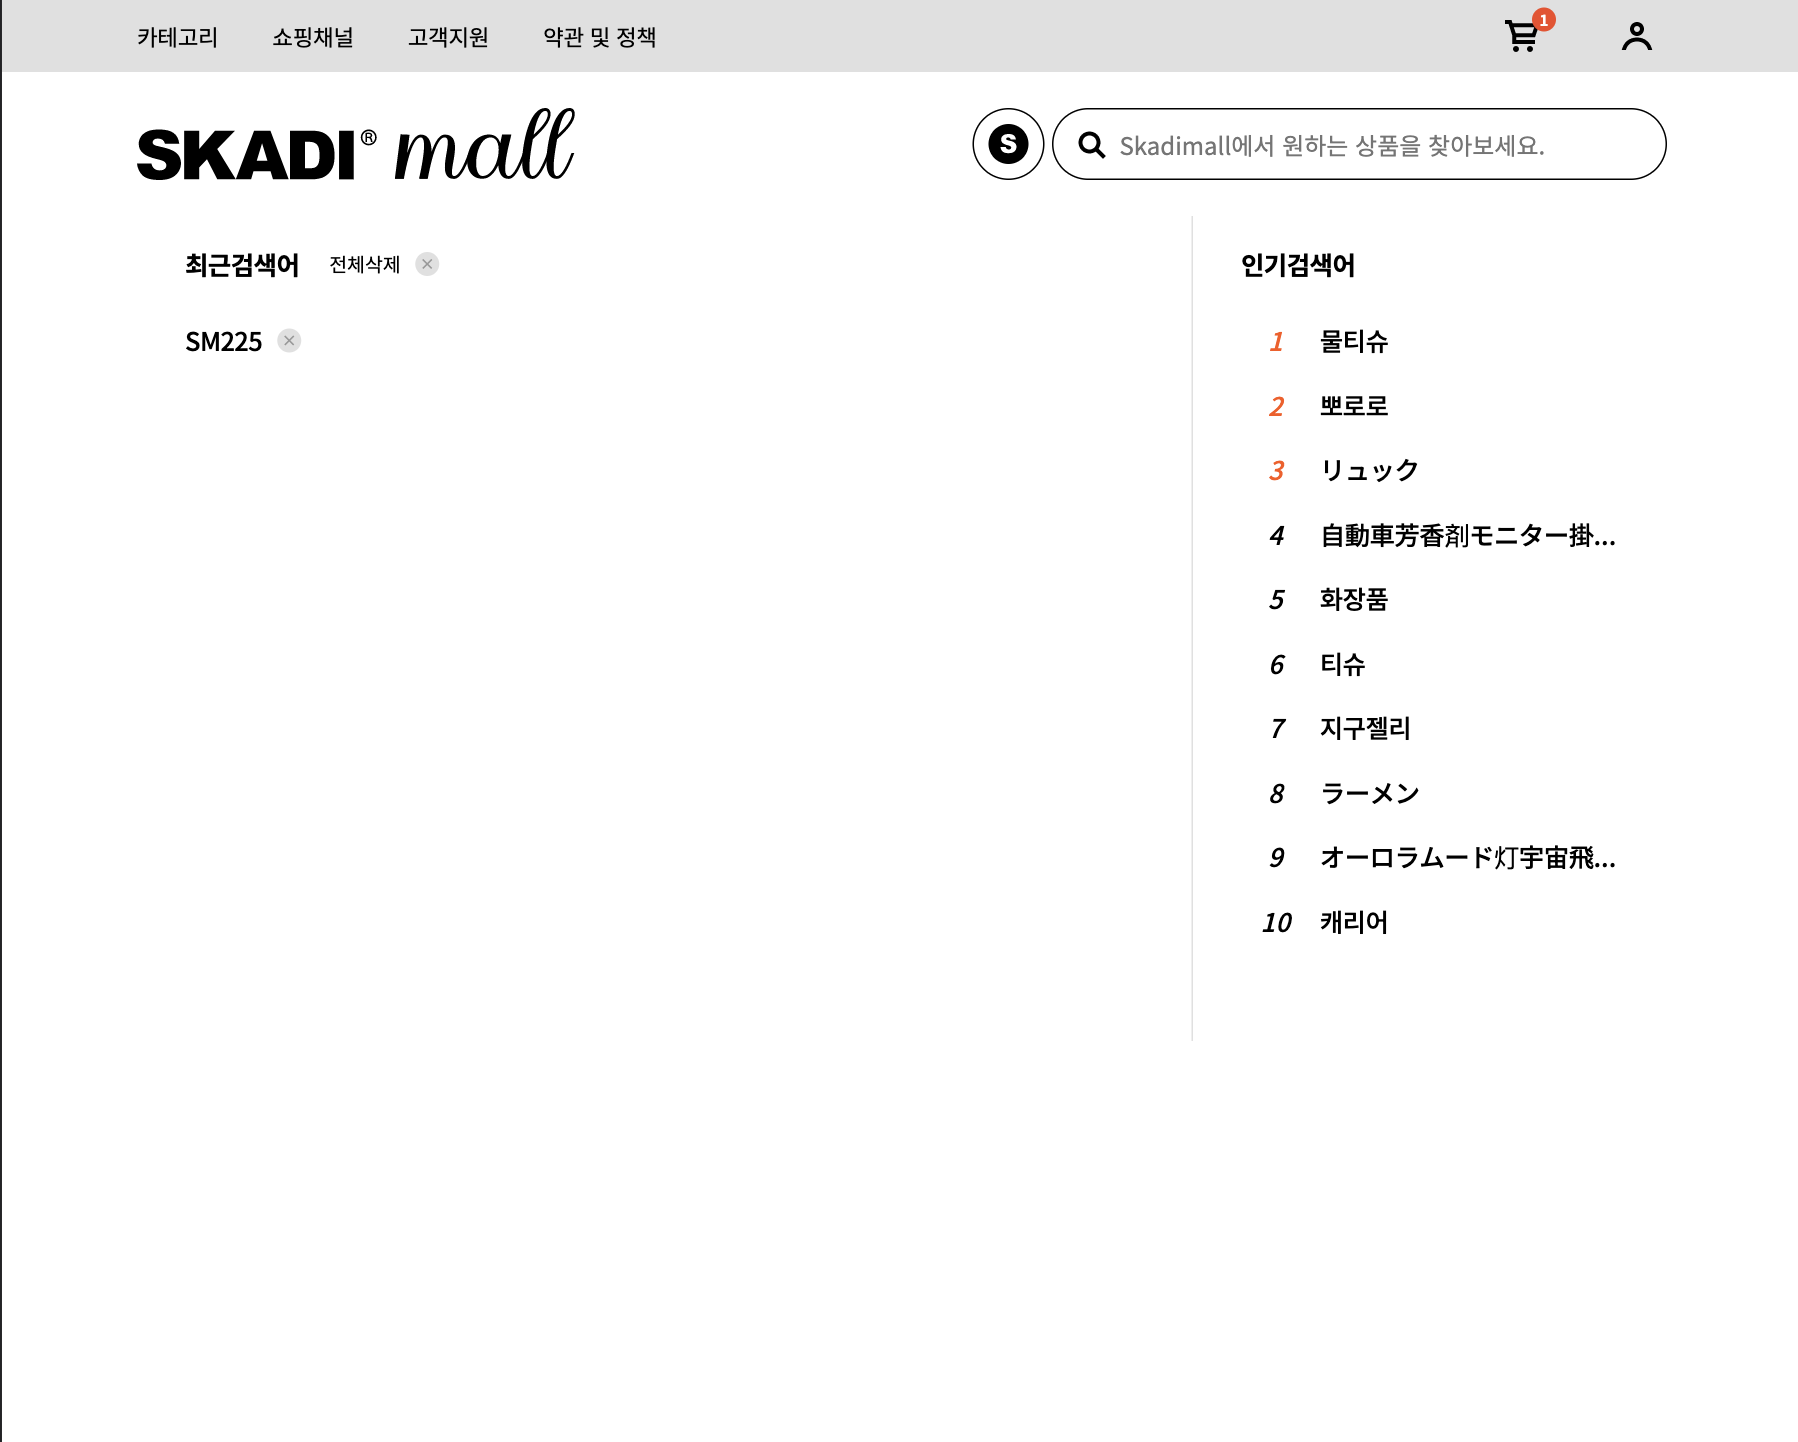 카테고리 쇼핑채널 고객지원 약관 및 정책 1
SKADI® mall
S Skadimall에서 원하는 상품을 찾아보세요.
최근검색어 전체삭제
SM225
인기검색어
1 물티슈
2 뽀로로
3 リュック
4 自動車芳香剤モニター掛...
5 화장품
6 티슈
7 지구젤리
8 ラーメン
9 オーロラムード灯宇宙飛...
10 캐리어